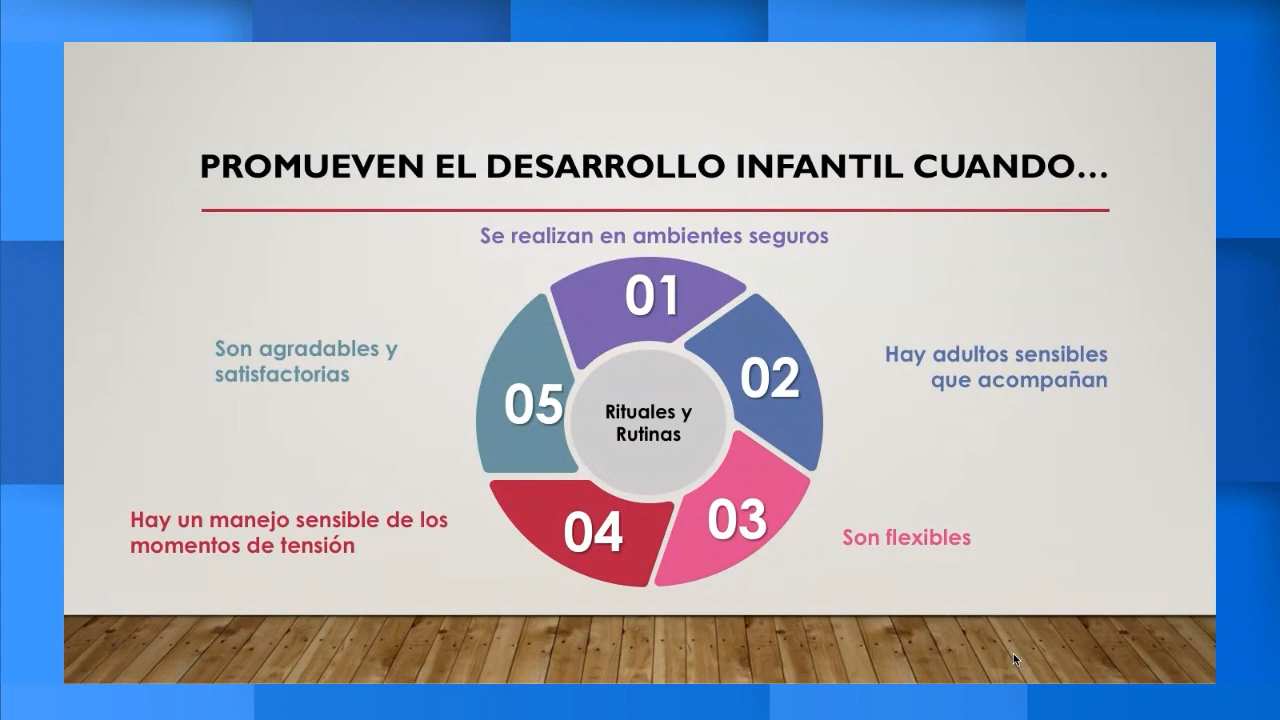 PROMUEVEN EL DESARROLLO INFANTIL CUANDO...
Se realizan en ambientes seguros
01
Hay adultos sensibles
que acompañan
02
Son flexibles
03
Hay un manejo sensible de los
momentos de tensión
04
Son agradables y
satisfactorias
05
Rituales y
Rutinas